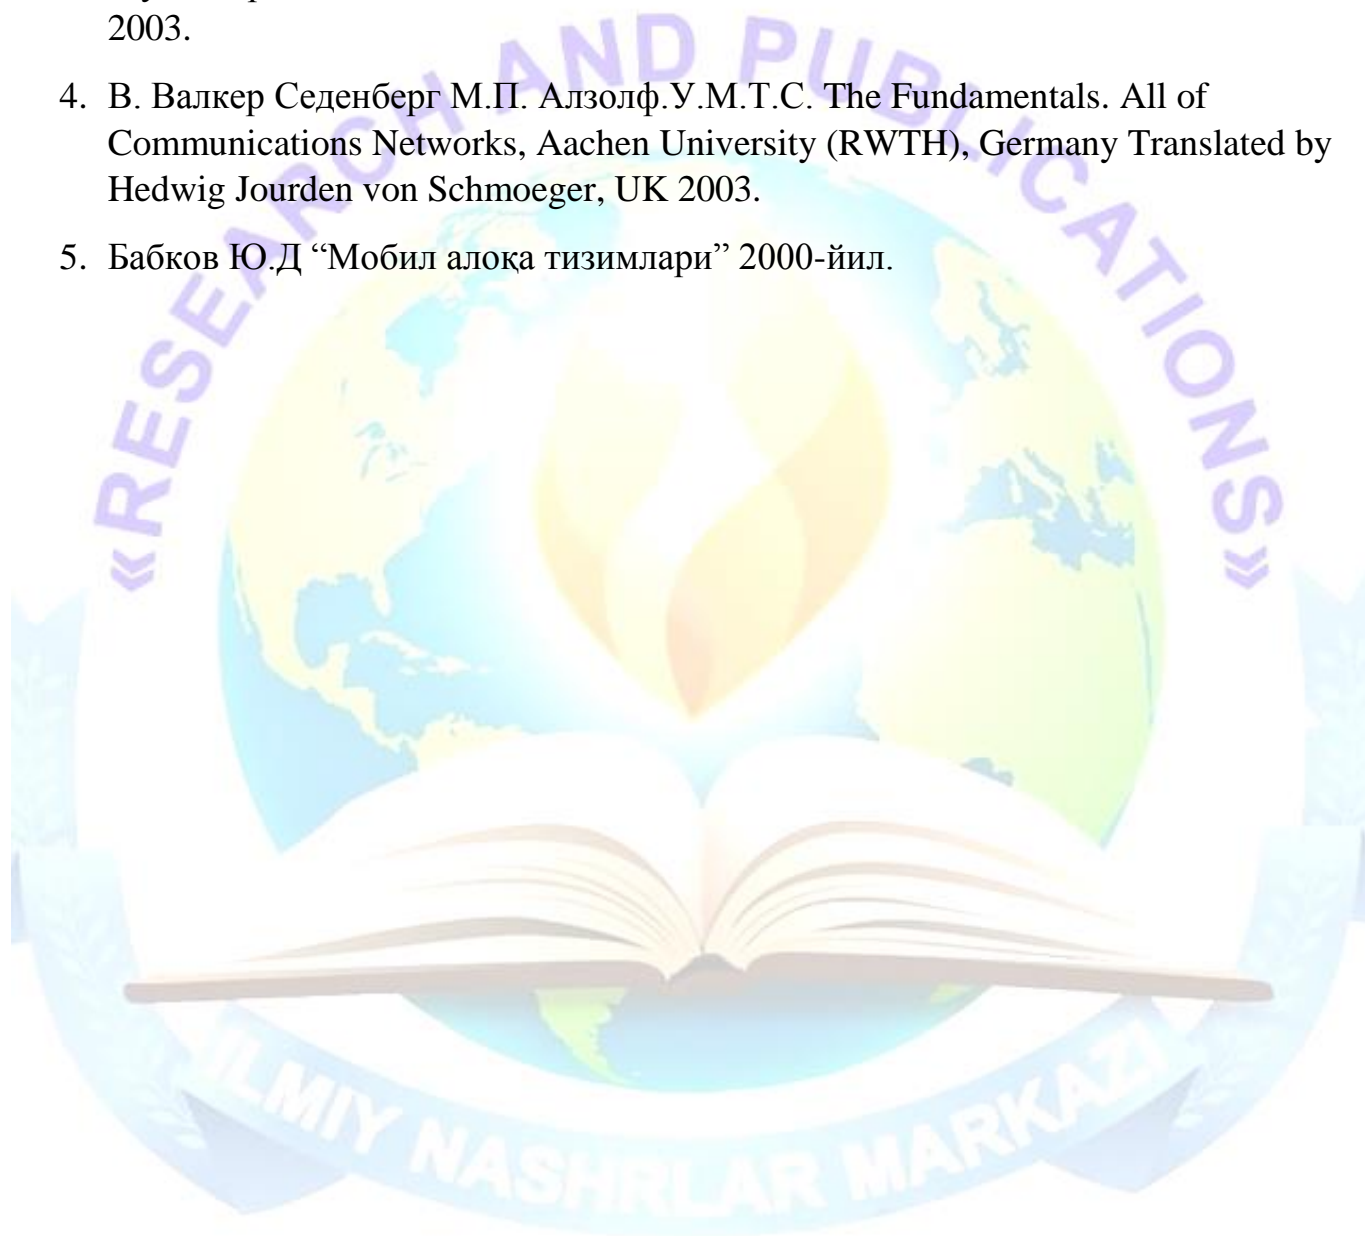 2003.
4. В. Валкер Седенберг М.П. Алзолф.У.М.Т.С. The Fundamentals. All of
Communications Networks, Aachen University (RWTH), Germany Translated by
Hedwig Jourden von Schmoeger, UK 2003.
5. Бабков Ю.Д “Мобил алоқа тизимлари” 2000-йил.
«RESEARCH AND PUBLICATIONS»
ILMIY NASHRLAR MARKAZI